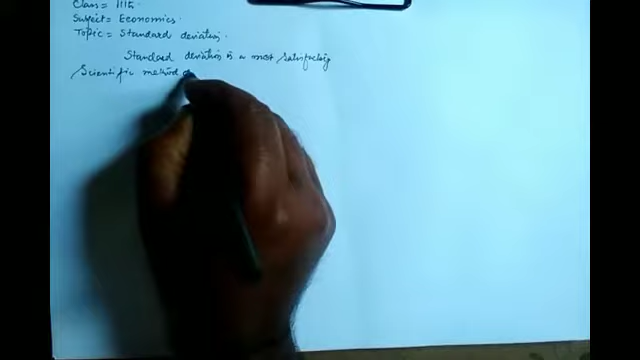 Class = 11th
Subject = Economics.
Topic = Standard deviation.
Standard deviation is a most satisfactory
Scientific method